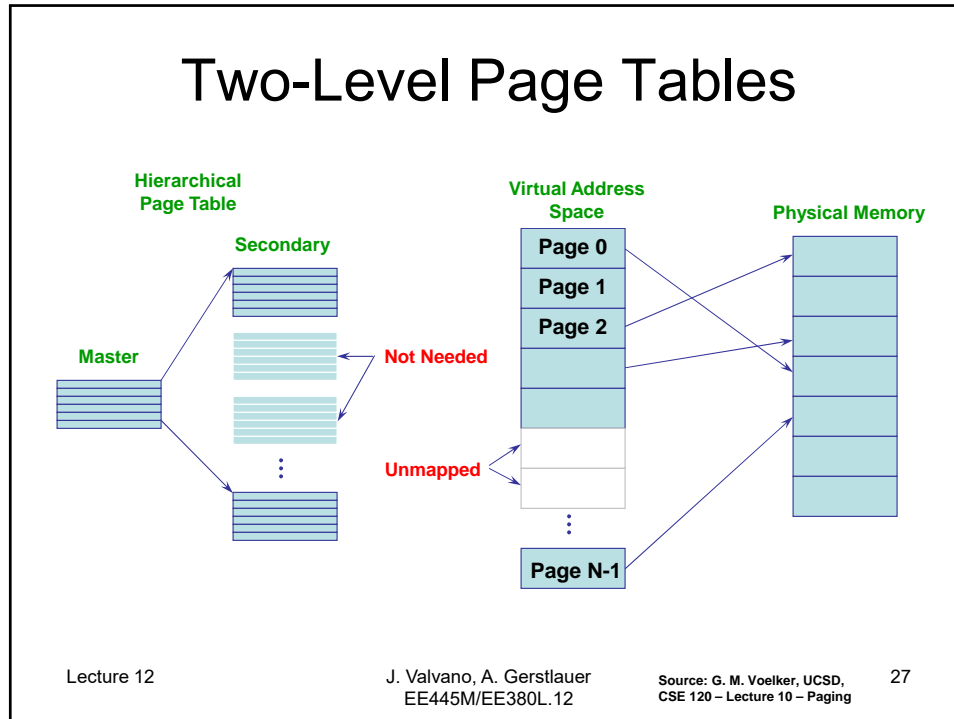 Two-Level Page Tables
Hierarchical
Page Table
Secondary
Master
Not Needed
Unmapped
Virtual Address
Space
Page 0
Page 1
Page 2
Page N-1
Physical Memory
Lecture 12
J. Valvano, A. Gerstlauer
EE445M/EE380L.12
Source: G. M. Voelker, UCSD,
CSE 120 – Lecture 10 – Paging
27